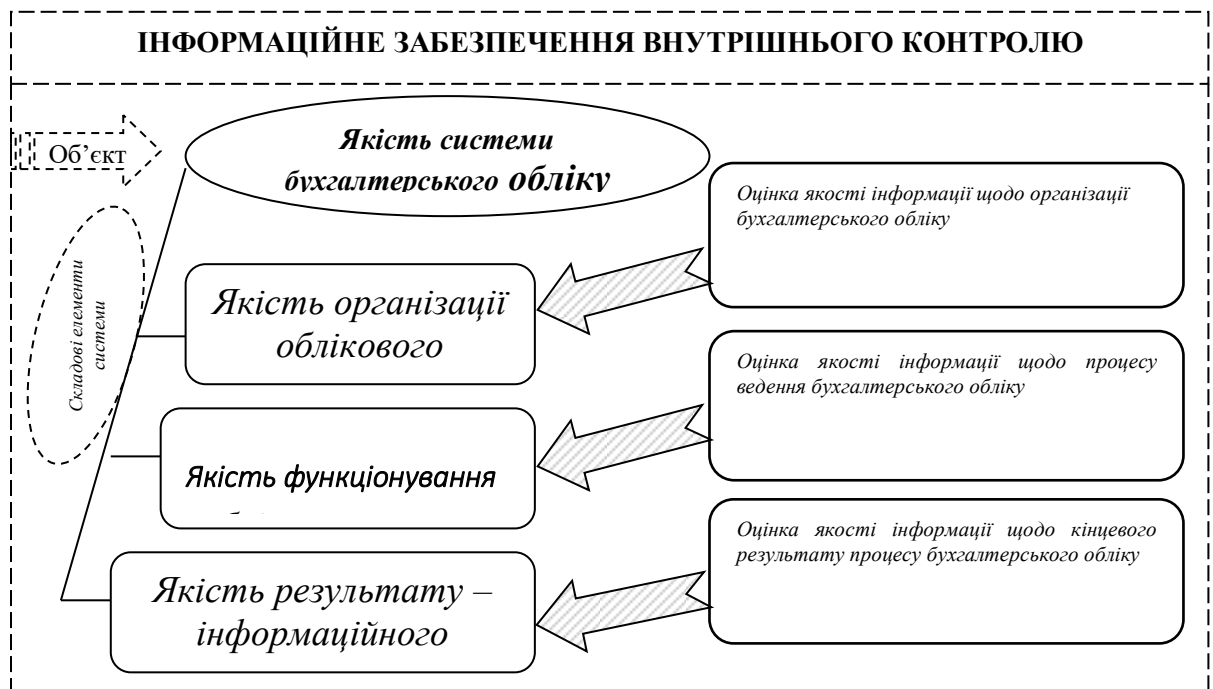 ІНФОРМАЦІЙНЕ ЗАБЕЗПЕЧЕННЯ ВНУТРІШНЬОГО КОНТРОЛЮ
Об’єкт
Якість системи
бухгалтерського обліку
Складові елементи
системи
Якість організації
облікового
Оцінка якості інформації щодо організації
бухгалтерського обліку
Якість функціонування
Оцінка якості інформації щодо процесу
ведення бухгалтерського обліку
Якість результату –
інформаційного
Оцінка якості інформації щодо кінцевого
результату процесу бухгалтерського обліку